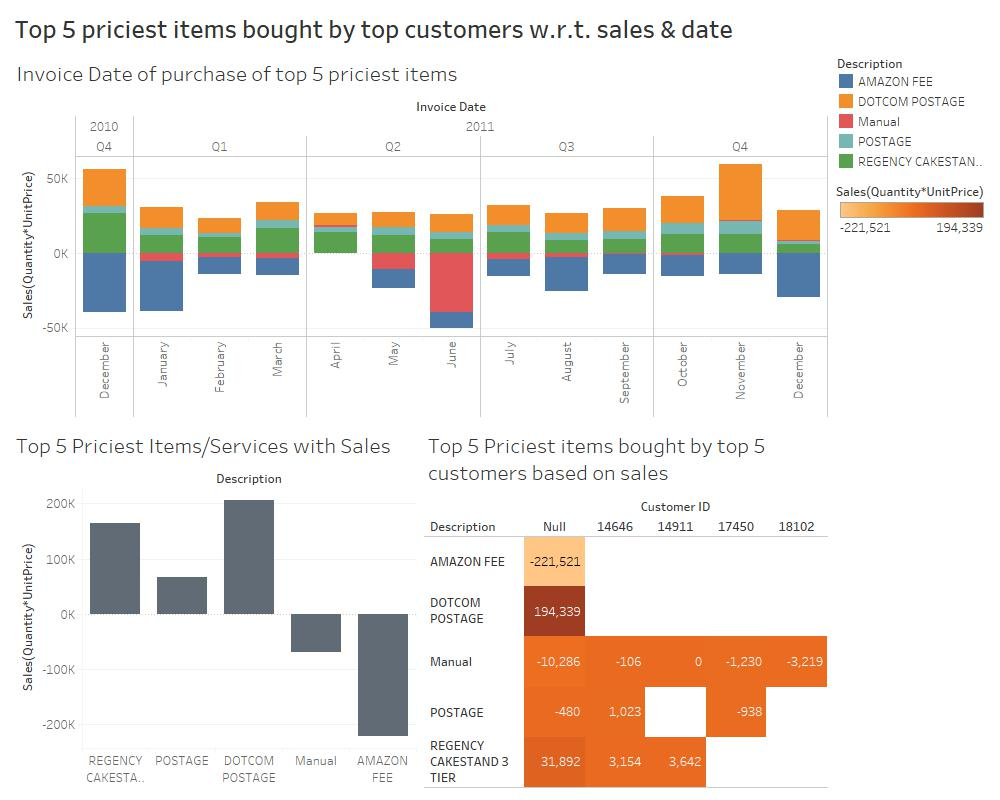 Top 5 priciest items bought by top customers w.r.t. sales & date
Invoice Date of purchase of top 5 priciest items
Invoice Date
2010 2011
Q4 Q1 Q2 Q3 Q4
Sales(Quantity*UnitPrice)
50K
0K
-50K
December January February March April May June July August September October November December
Description
AMAZON FEE
DOTCOM POSTAGE
Manual
POSTAGE
REGENCY CAKESTAN..
Sales(Quantity*UnitPrice)
-221,521 194,339
Top 5 Priciest Items/Services with Sales
Description
Sales(Quantity*UnitPrice)
200K
100K
0K
-100K
-200K
REGENCY POSTAGE DOTCOM Manual AMAZON
CAKESTA.. POSTAGE FEE
Top 5 Priciest items bought by top 5
customers based on sales
Customer ID
Description Null 14646 14911 17450 18102
AMAZON FEE -221,521
DOTCOM
POSTAGE 194,339
Manual -10,286 -106 0 -1,230 -3,219
POSTAGE -480 1,023 -938
REGENCY
CAKESTAND 3 31,892 3,154 3,642
TIER